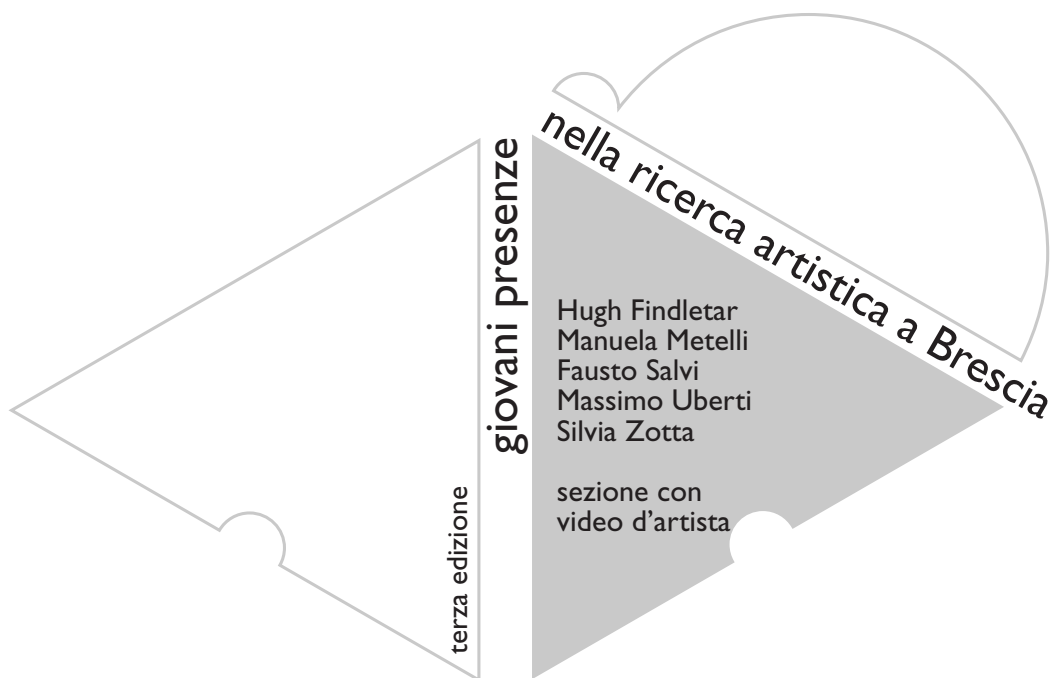 giovani presenze
nella ricerca artistica a Brescia
terza edizione
Hugh Findletar
Manuela Metelli
Fausto Salvi
Massimo Uberti
Silvia Zotta
sezione con
video d'artista